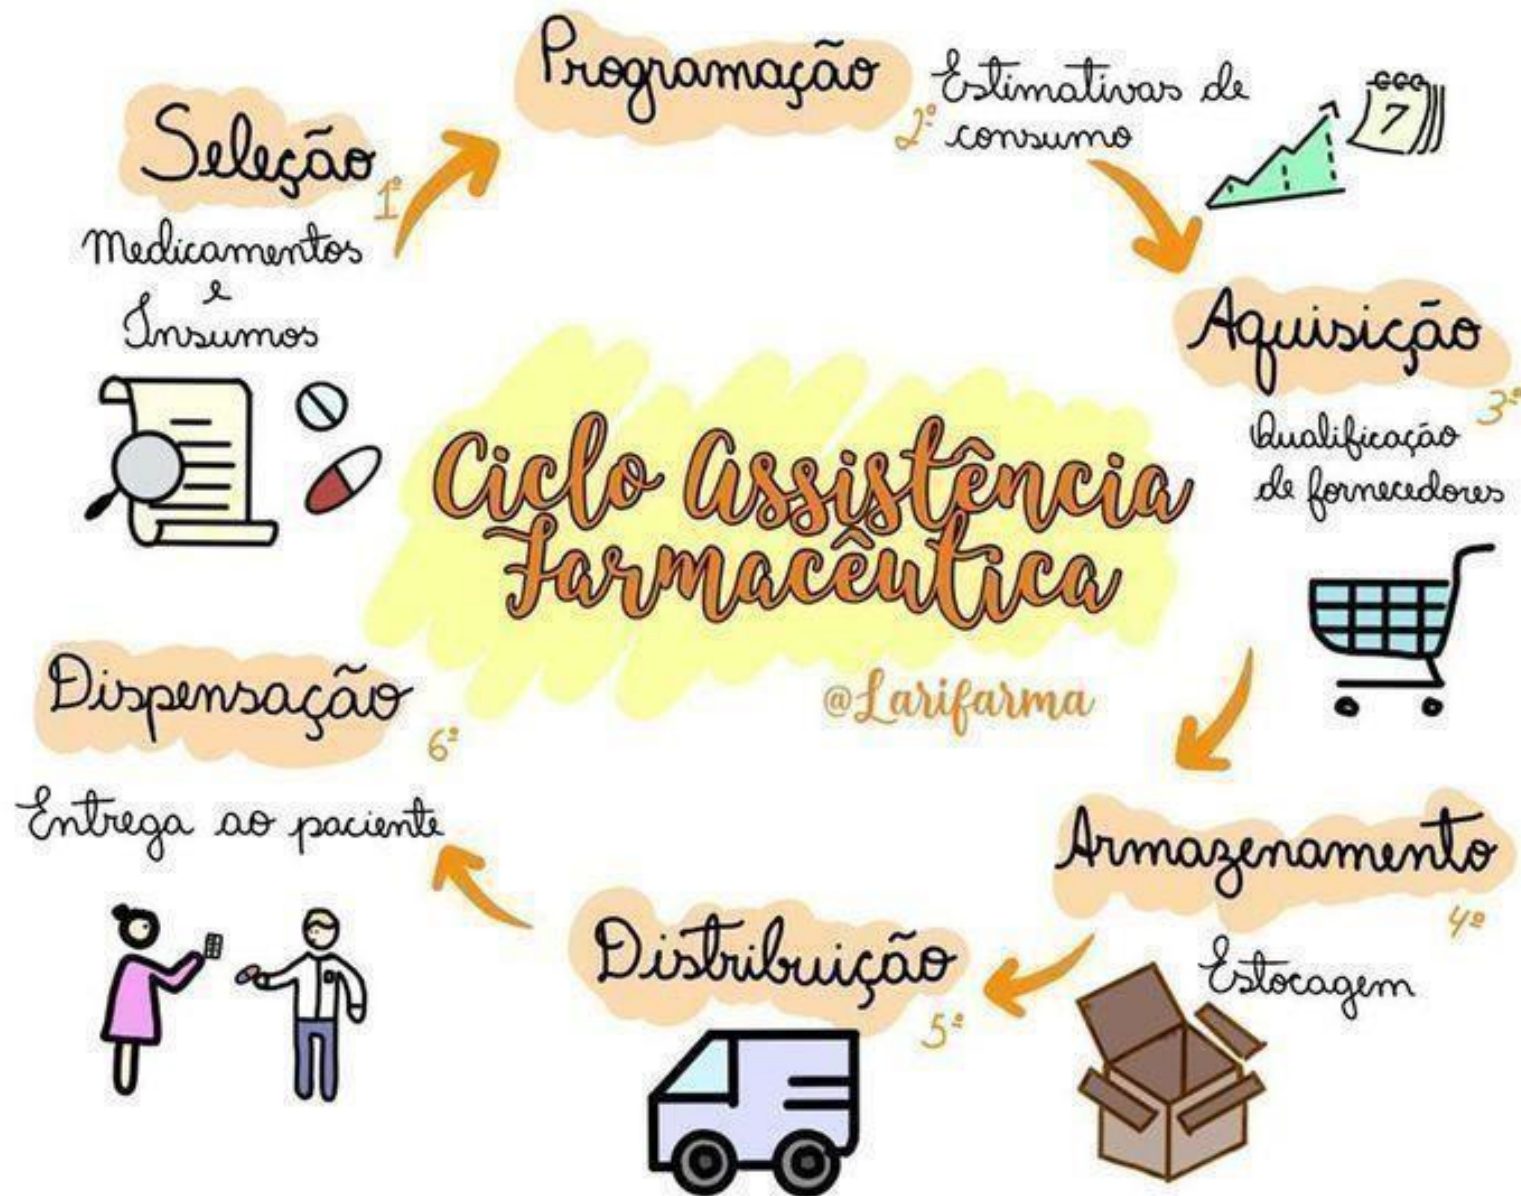 Seleção
1º
Medicamentos
e
Insumos
Programação
2º
Estimativas de
consumo
7
Aquisição
3º
Qualificação
de fornecedores
Armazenamento
4º
Estocagem
Distribuição
5º
Dispensação
6º
Entrega ao paciente
Ciclo Assistência
Farmacêutica
@Larifarma